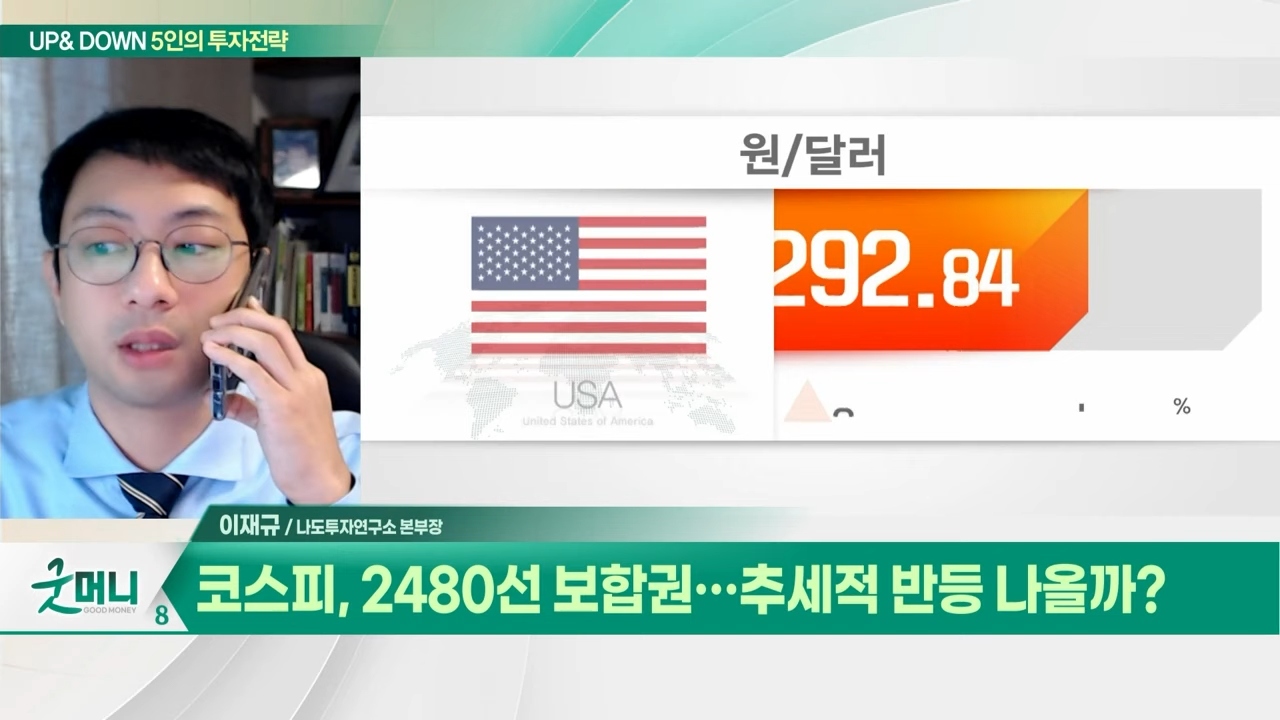 UP& DOWN 5인의 투자전략
원/달러
292.84
USA
United States of America
%
이재규 / 나도투자연구소 본부장
굿머니
GOOD MONEY
8
코스피, 2480선 보합권…추세적 반등 나올까?